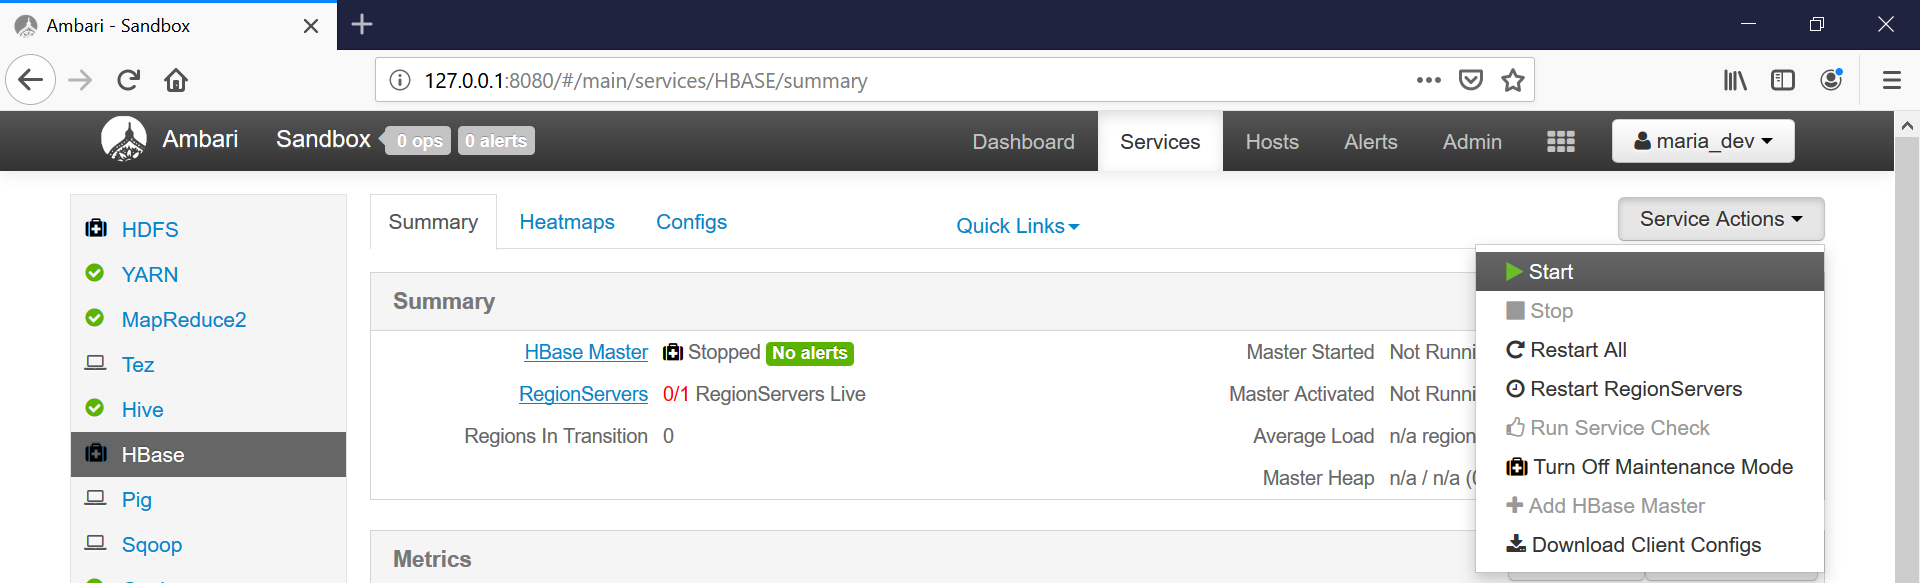 Ambari - Sandbox
127.0.0.1:8080/#/main/services/HBASE/summary
Ambari Sandbox 0 ops 0 alerts Dashboard Services Hosts Alerts Admin maria_dev
HDFS
YARN
MapReduce2
Tez
Hive
HBase
Pig
Sqoop
Summary Heatmaps Configs Quick Links Service Actions
Summary
HBase Master Stopped No alerts
RegionServers 0/1 RegionServers Live
Regions In Transition 0
Master Started Not Runni
Master Activated Not Runni
Average Load n/a region
Master Heap n/a / n/a
Metrics
Start
Stop
Restart All
Restart RegionServers
Run Service Check
Turn Off Maintenance Mode
Add HBase Master
Download Client Configs